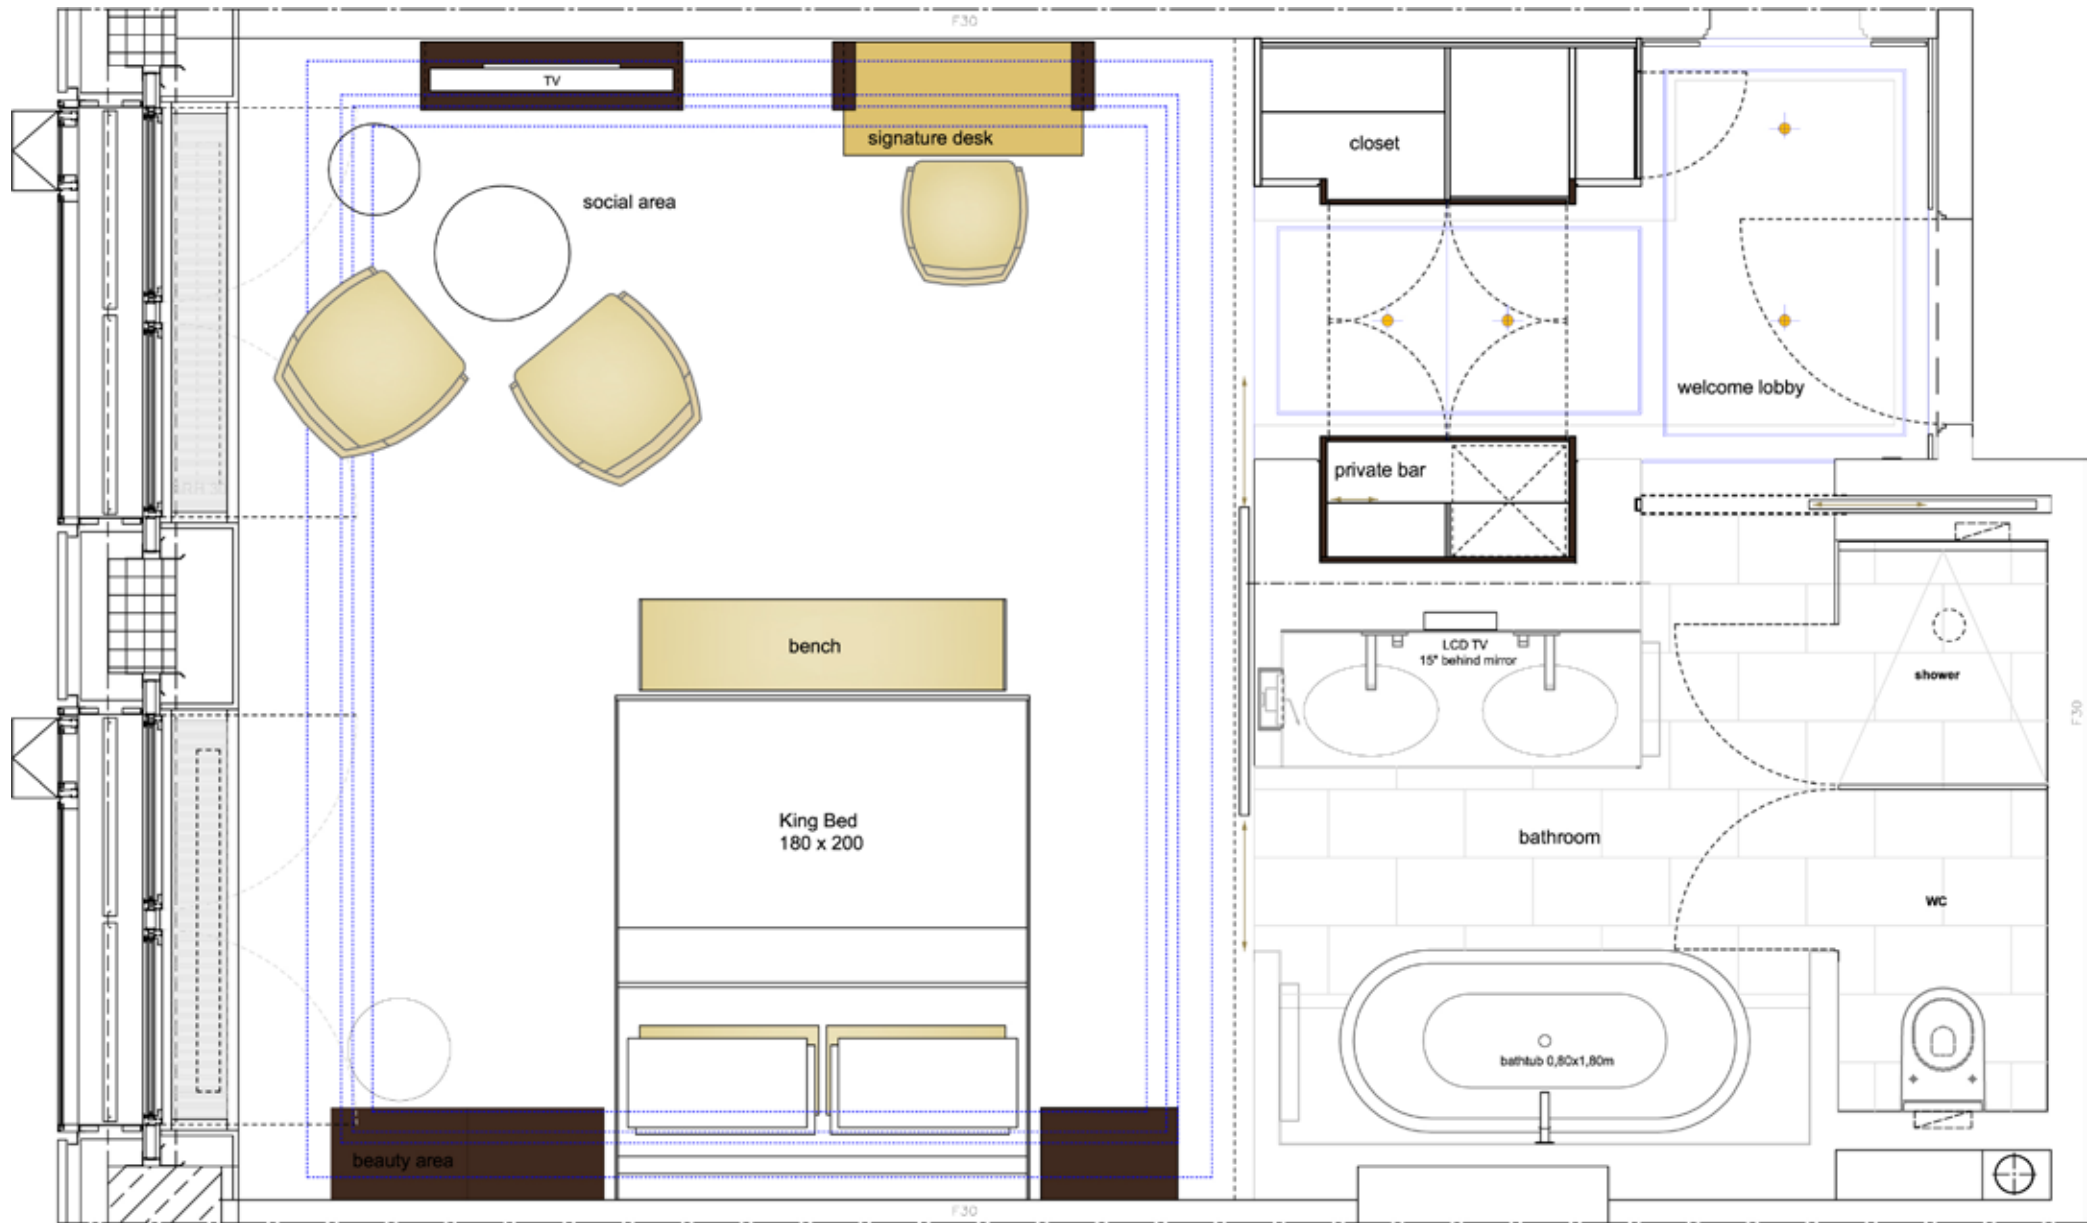 F30
TV
signature desk
closet
social area
welcome lobby
private bar
bench
LCD TV
15" behind mirror
shower
F30
King Bed
180 x 200
bathroom
WC
bathtub 0,80x1,80m
beauty area
F30